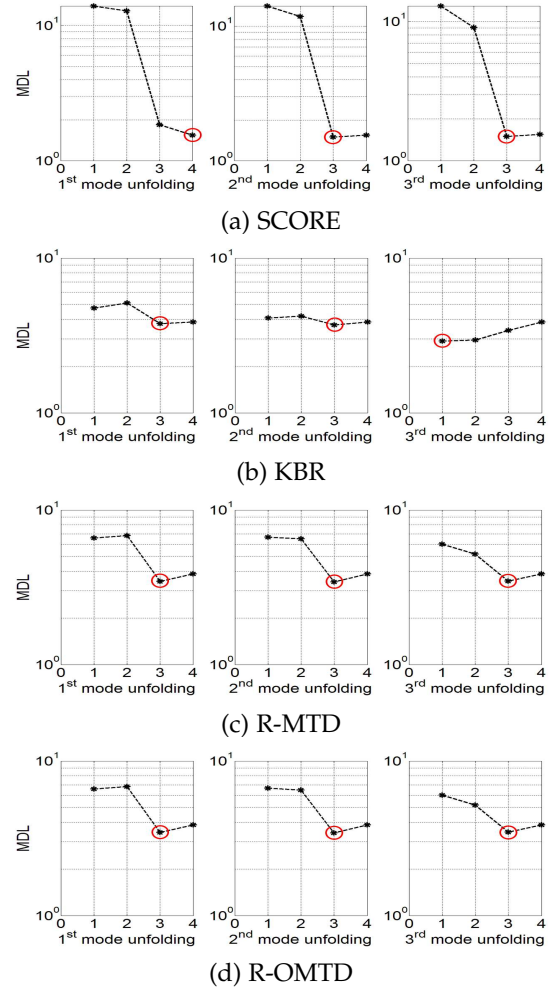 MDL
10¹
10⁰
0 1 2 3 4
1ˢᵗ mode unfolding
10¹
10⁰
0 1 2 3 4
2ⁿᵈ mode unfolding
10¹
10⁰
0 1 2 3 4
3ʳᵈ mode unfolding
(a) SCORE
MDL
10¹
10⁰
0 1 2 3 4
1ˢᵗ mode unfolding
10¹
10⁰
0 1 2 3 4
2ⁿᵈ mode unfolding
10¹
10⁰
0 1 2 3 4
3ʳᵈ mode unfolding
(b) KBR
MDL
10¹
10⁰
0 1 2 3 4
1ˢᵗ mode unfolding
10¹
10⁰
0 1 2 3 4
2ⁿᵈ mode unfolding
10¹
10⁰
0 1 2 3 4
3ʳᵈ mode unfolding
(c) R-MTD
MDL
10¹
10⁰
0 1 2 3 4
1ˢᵗ mode unfolding
10¹
10⁰
0 1 2 3 4
2ⁿᵈ mode unfolding
10¹
10⁰
0 1 2 3 4
3ʳᵈ mode unfolding
(d) R-OMTD